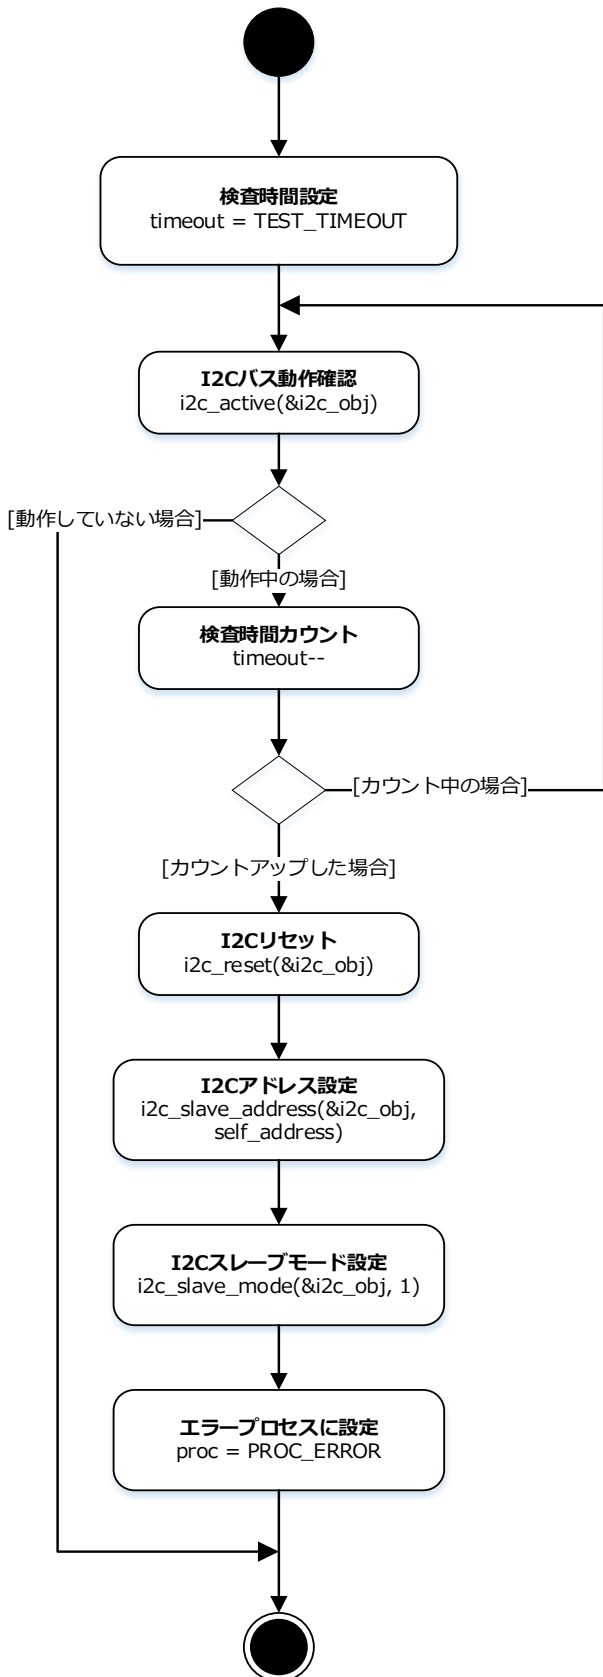 検査時間設定
timeout = TEST_TIMEOUT
I2Cバス動作確認
i2c_active(&i2c_obj)
[動作していない場合]
[動作中の場合]
検査時間カウント
timeout--
[カウント中の場合]
[カウントアップした場合]
I2Cリセット
i2c_reset(&i2c_obj)
I2Cアドレス設定
i2c_slave_address(&i2c_obj,
self_address)
I2Cスレーブモード設定
i2c_slave_mode(&i2c_obj, 1)
エラープロセスに設定
proc = PROC_ERROR